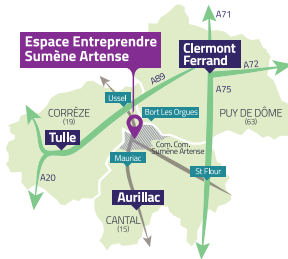 A71
Espace Entreprendre
Sumène Artense
Clermont
Ferrand
A72
A89
A75
Ussel
CORRÈZE
(19)
Bort Les Orgues
PUY DE DÔME
(63)
Tulle
Com. Com.
Sumène Artense
Mauriac
A20
St Flour
Aurillac
CANTAL
(15)